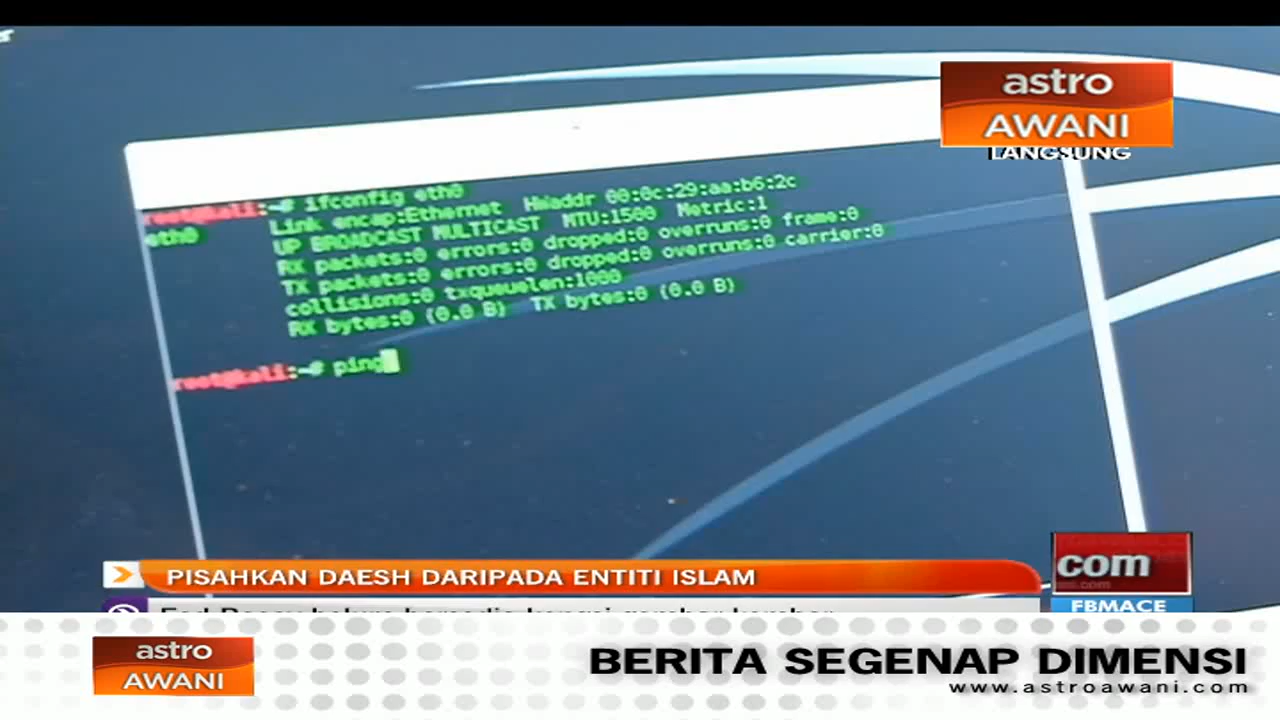 astro
AWANI
LANGSUNG
root@kali:~# ifconfig eth0
eth0 Link encap:Ethernet HWaddr 00:0c:29:aa:b6:2c
UP BROADCAST MULTICAST MTU:1500 Metric:1
RX packets:0 errors:0 dropped:0 overruns:0 frame:0
TX packets:0 errors:0 dropped:0 overruns:0 carrier:0
collisions:0 txqueuelen:1000
RX bytes:0 (0.0 B) TX bytes:0 (0.0 B)
root@kali:~# ping
com
PISAHKAN DAESH DARIPADA ENTITI ISLAM
FBMACE
astro
AWANI
BERITA SEGENAP DIMENSI
www.astroawani.com